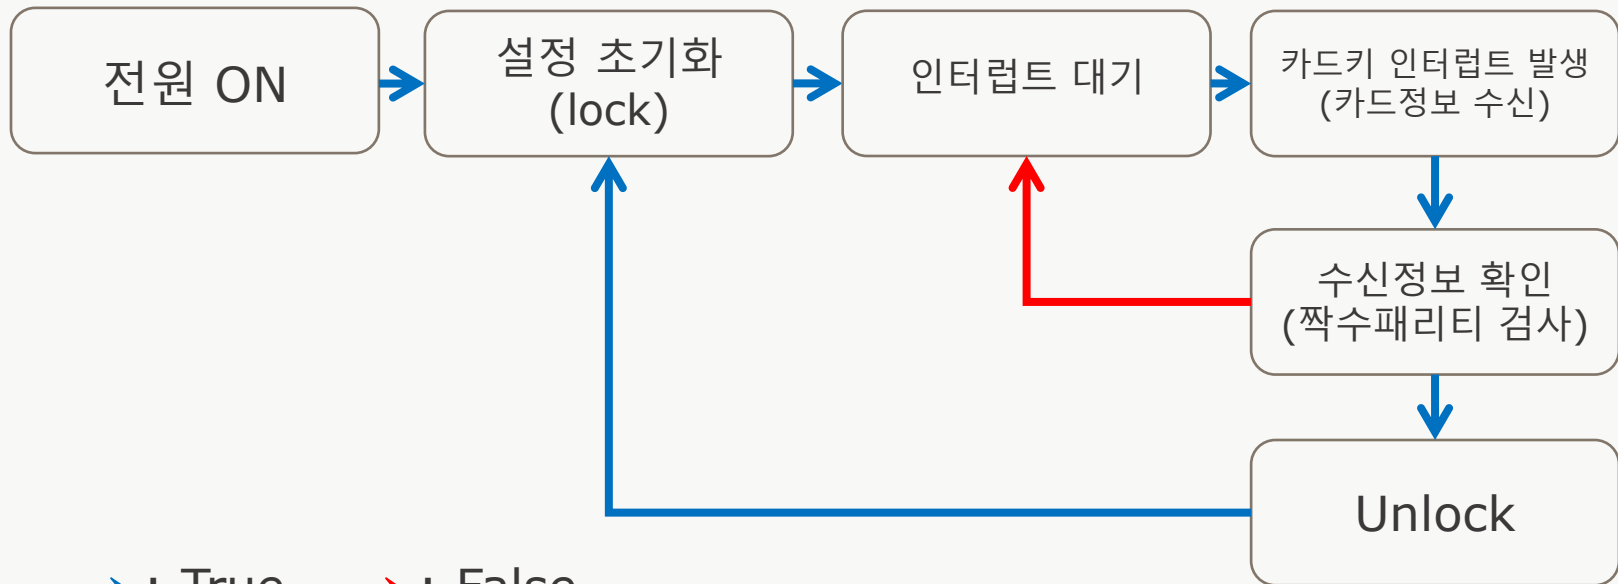 전원 ON
설정 초기화
(lock)
인터럽트 대기
카드키 인터럽트 발생
(카드정보 수신)
수신정보 확인
(짝수패리티 검사)
Unlock
: True
: False